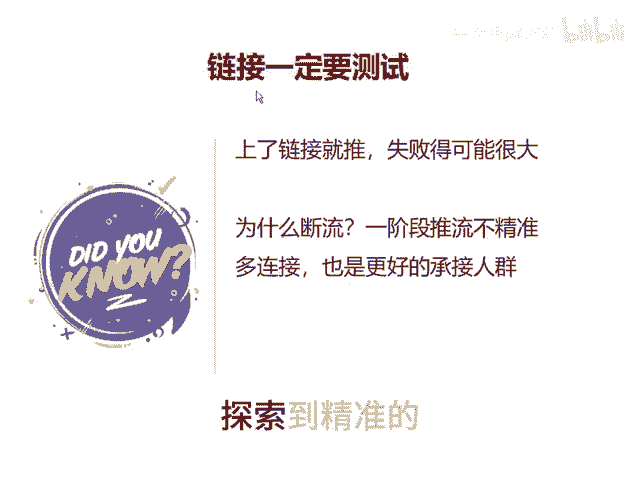 bilibili
链接一定要测试
上了链接就推，失败得可能很大
为什么断流？一阶段推流不精准
多连接，也是更好的承接人群
DID YOU
KNOW?
探索到精准的